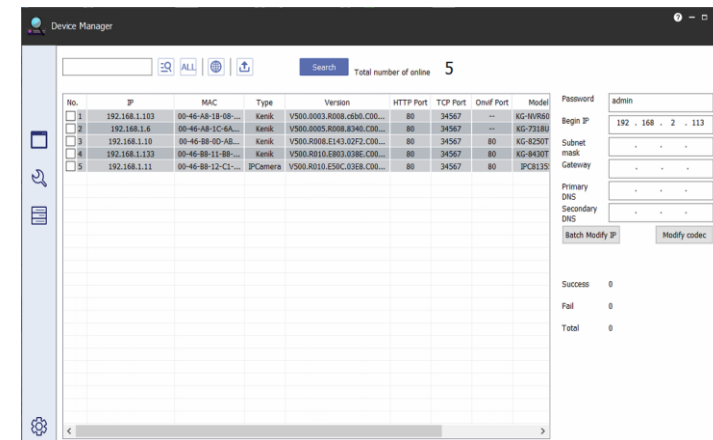 Device Manager
ALL
Search
Total number of online 5
No. IP MAC Type Version HTTP Port TCP Port Onvif Port Model
1 192.168.1.103 00-46-A8-18-08-... Kenik V500.0003.R008.c6b0.C00... 80 34567 -- KG-NVR60
2 192.168.1.6 00-46-A8-1C-6A... Kenik V500.0005.R008.8340.C00... 80 34567 -- KG-7318U
3 192.168.1.10 00-46-B8-0D-AB... Kenik V500.R008.E143.02F2.C00... 80 34567 80 KG-8250T
4 192.168.1.133 00-46-B8-11-B8-... Kenik V500.R010.E803.038E.C00... 80 34567 80 KG-8430T
5 192.168.1.11 00-46-B8-12-C1-... IPCamera V500.R010.E50C.03E8.C00... 80 34567 80 IPC8135
Password admin
Begin IP 192 . 168 . 2 . 113
Subnet
mask . . .
Gateway . . .
Primary
DNS . . .
Secondary
DNS . . .
Batch Modify IP Modify codec
Success 0
Fail 0
Total 0